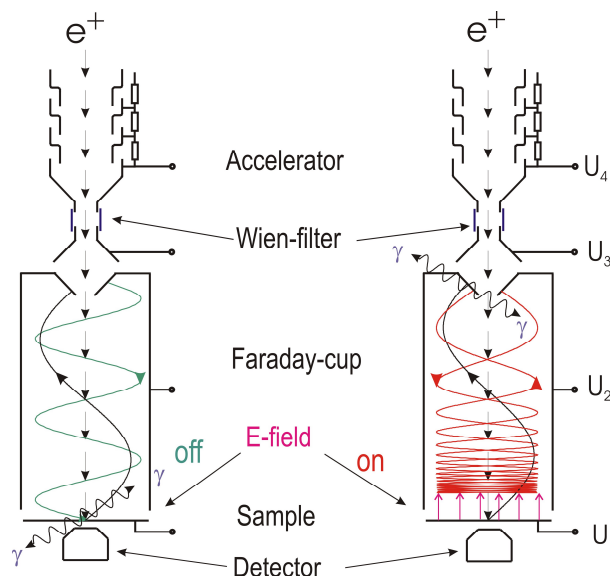 e⁺
e⁺
Accelerator
U₄
Wien-filter
U₃
γ
γ
Faraday-cup
U₂
off
E-field
on
γ
Sample
U
γ
Detector